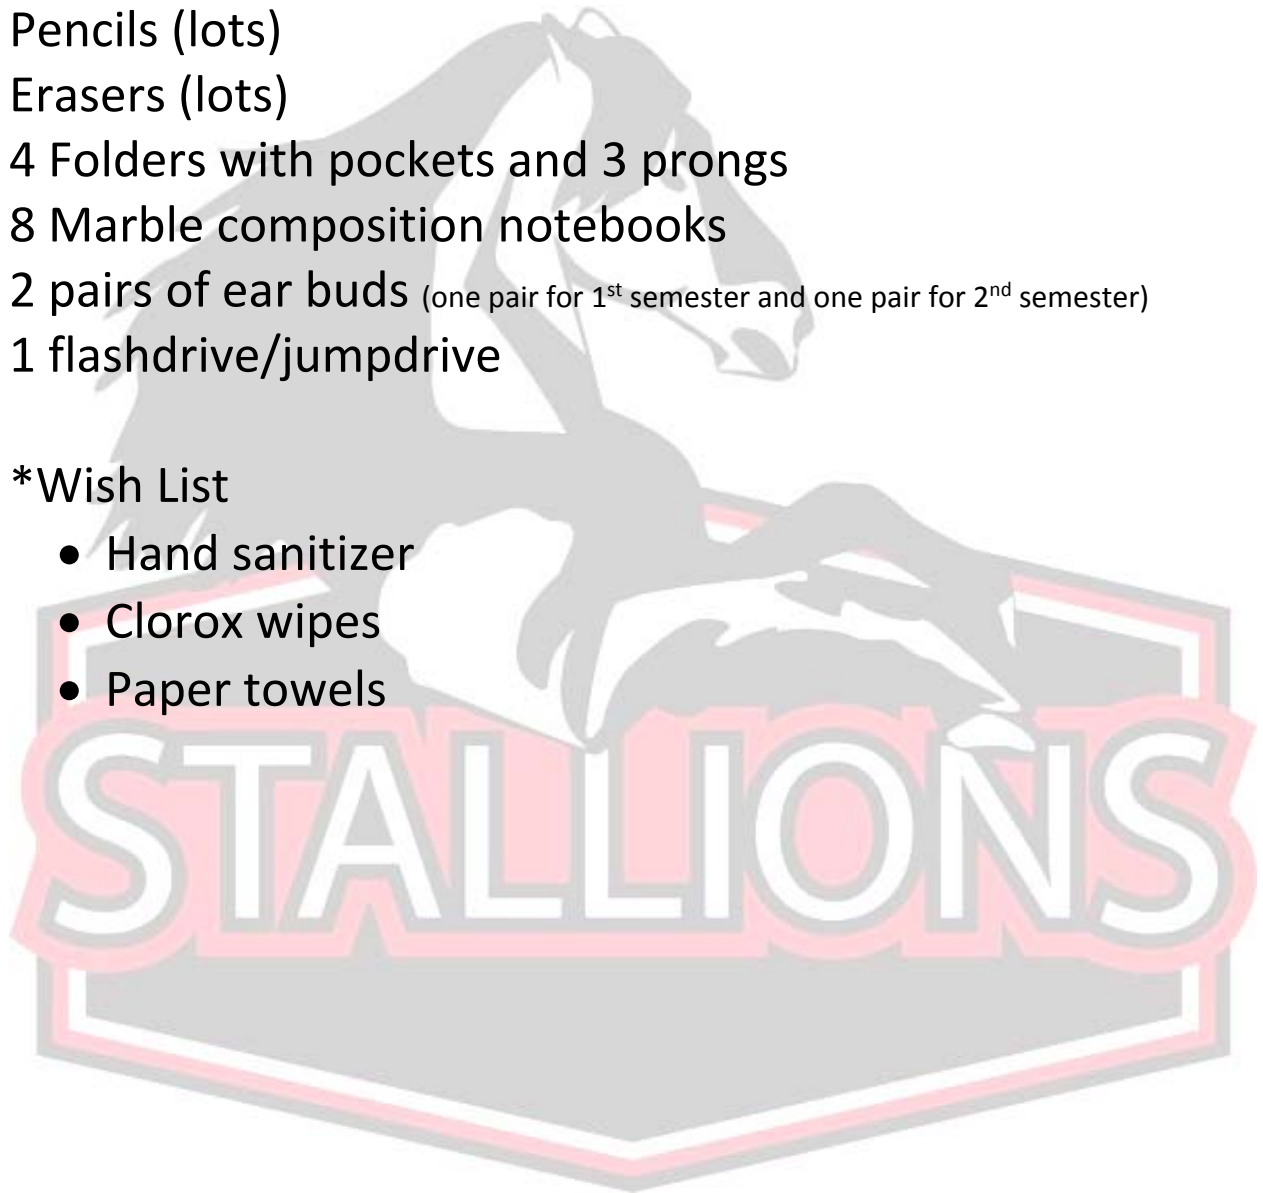 Pencils (lots)
Erasers (lots)
4 Folders with pockets and 3 prongs
8 Marble composition notebooks
2 pairs of ear buds (one pair for 1st semester and one pair for 2nd semester)
1 flashdrive/jumpdrive
*Wish List
• Hand sanitizer
• Clorox wipes
• Paper towels
STALLIONS